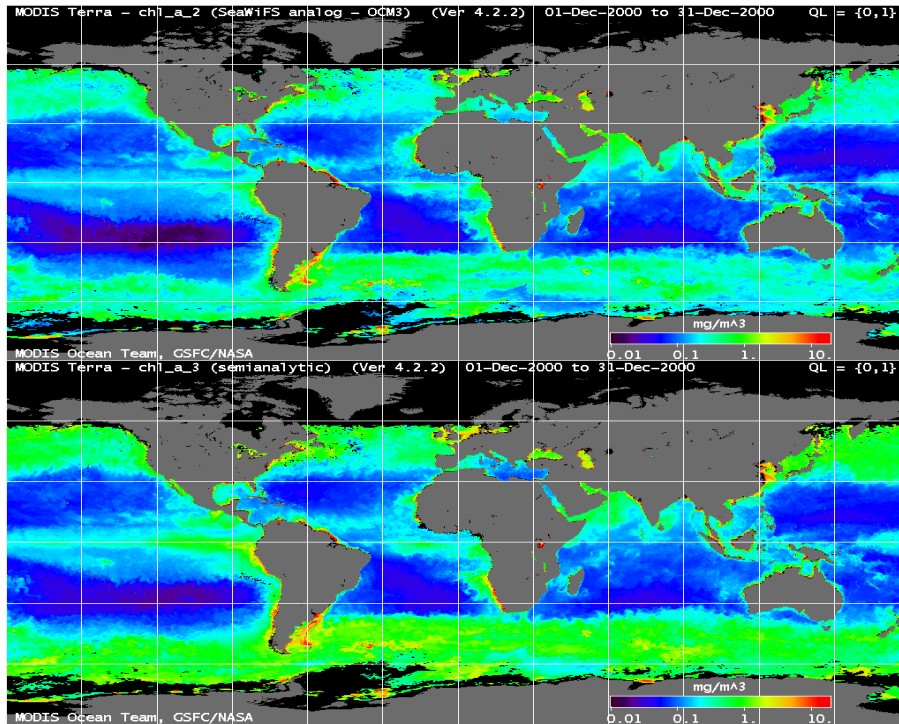 MODIS Terra - chl_a_2 (SeaWiFS analog - OCM3) (Ver 4.2.2) 01-Dec-2000 to 31-Dec-2000 QL = {0,1}
mg/m^3
0.01 0.1 1. 10.
MODIS Ocean Team, GSFC/NASA
MODIS Terra - chl_a_3 (semianalytic) (Ver 4.2.2) 01-Dec-2000 to 31-Dec-2000 QL = {0,1}
mg/m^3
0.01 0.1 1. 10.
MODIS Ocean Team, GSFC/NASA